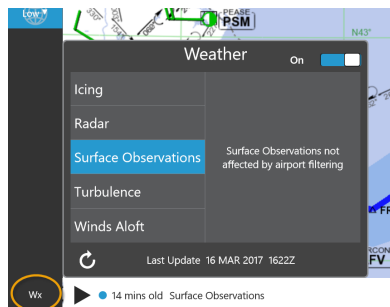 Low
PEASE
PSM
N43°
Weather
On
Icing
Radar
Surface Observations
Turbulence
Winds Aloft
Surface Observations not
affected by airport filtering
Last Update 16 MAR 2017 1622Z
FR
FV
Wx
14 mins old Surface Observations